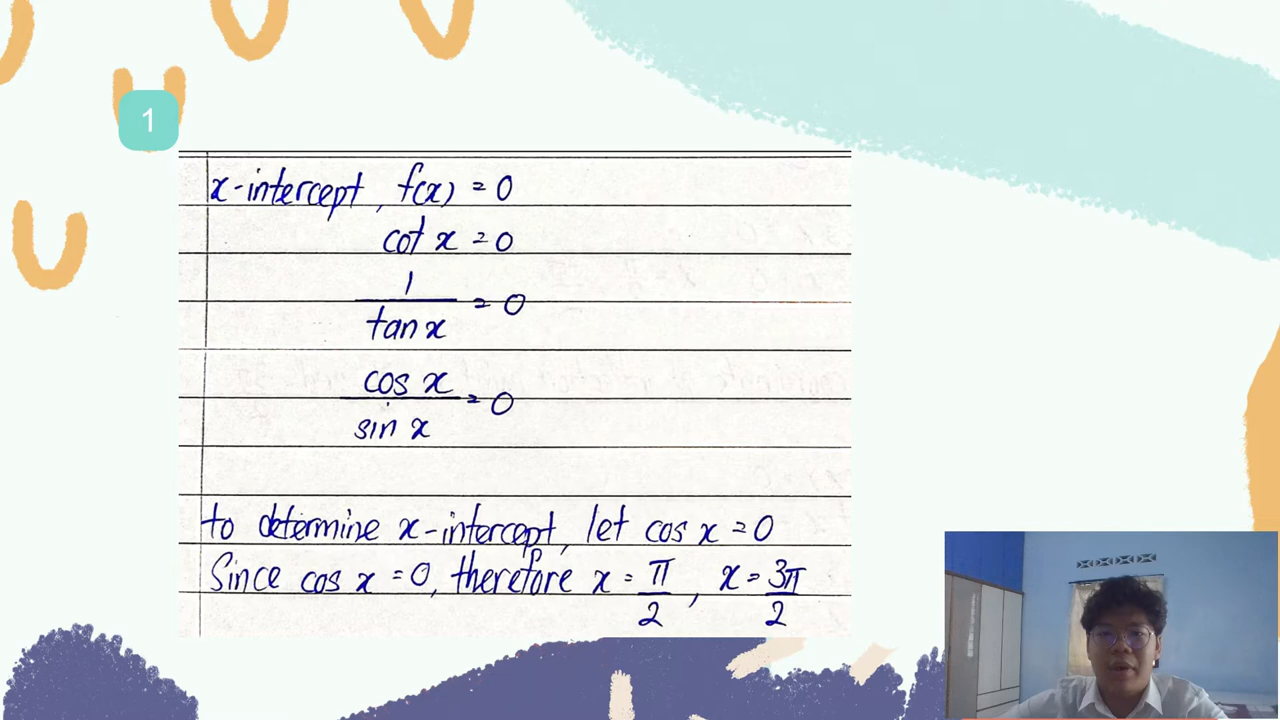 1
x-intercept, f(x) = 0
cot x = 0
1
tan x = 0
cos x
sin x = 0
to determine x-intercept, let cos x = 0
Since cos x = 0, therefore x = π/2, x = 3π/2